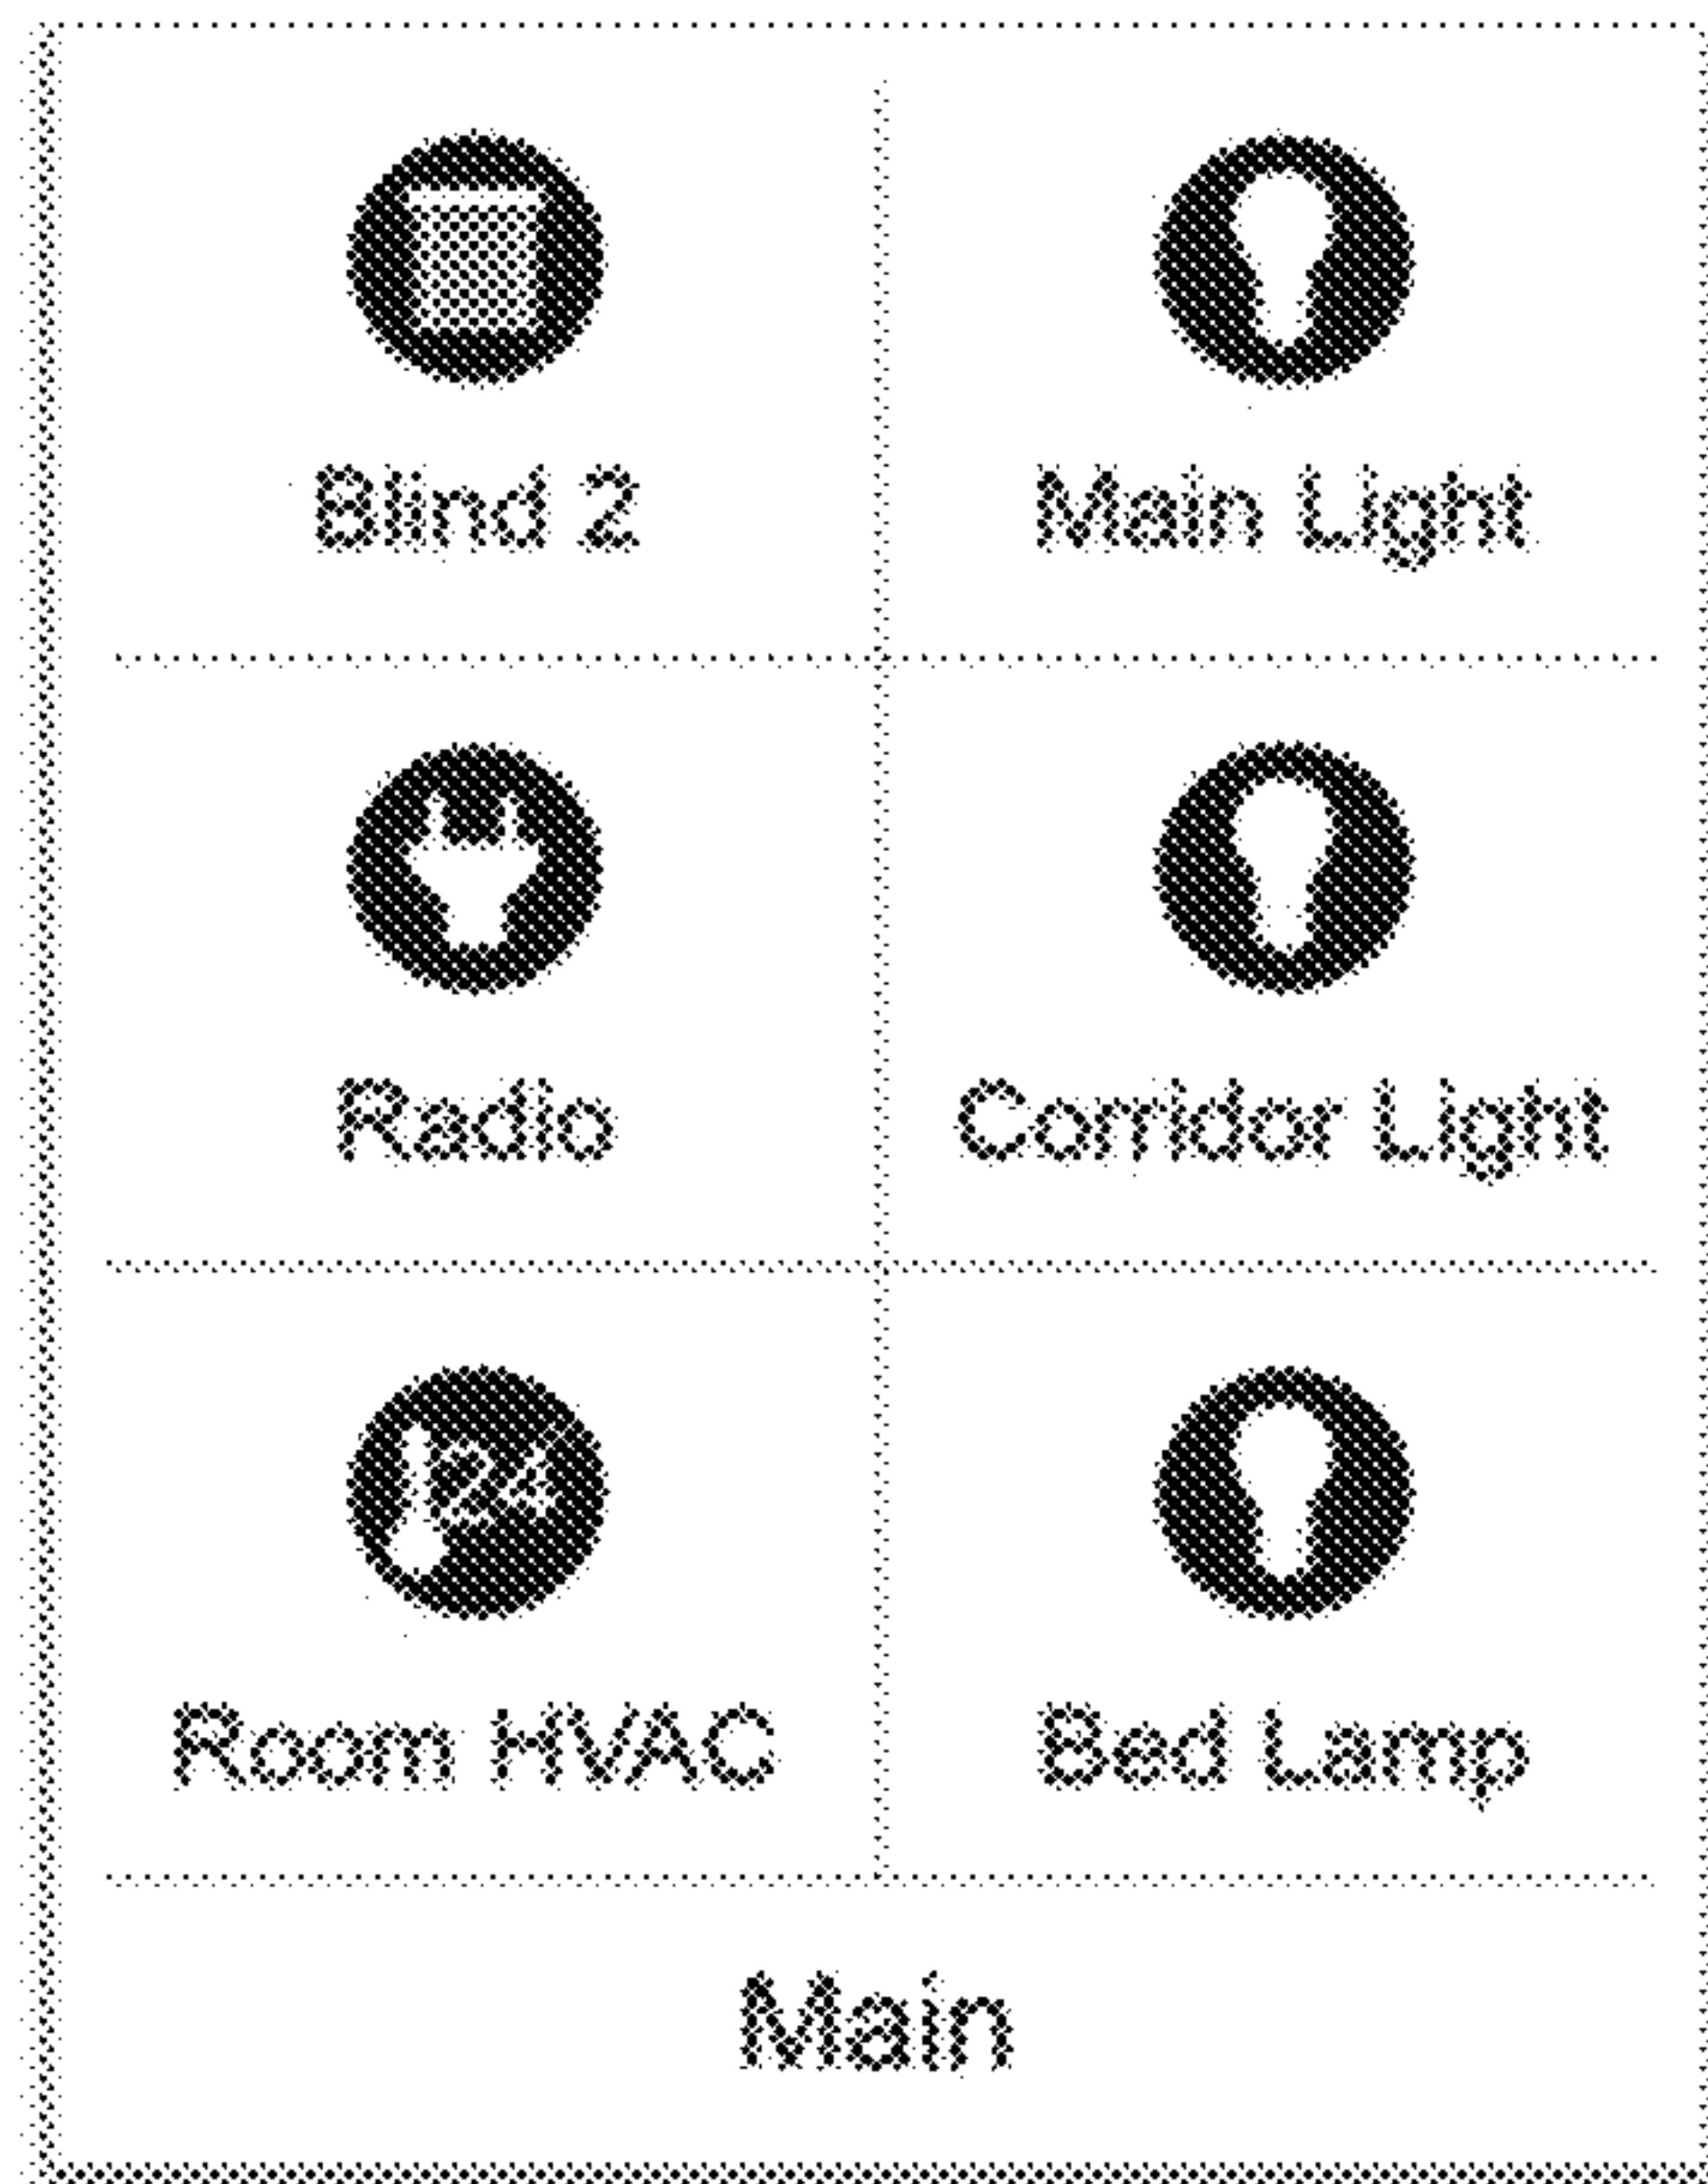 Blind 2
Main Light
Radio
Corridor Light
Room HVAC
Bed Lamp
Main